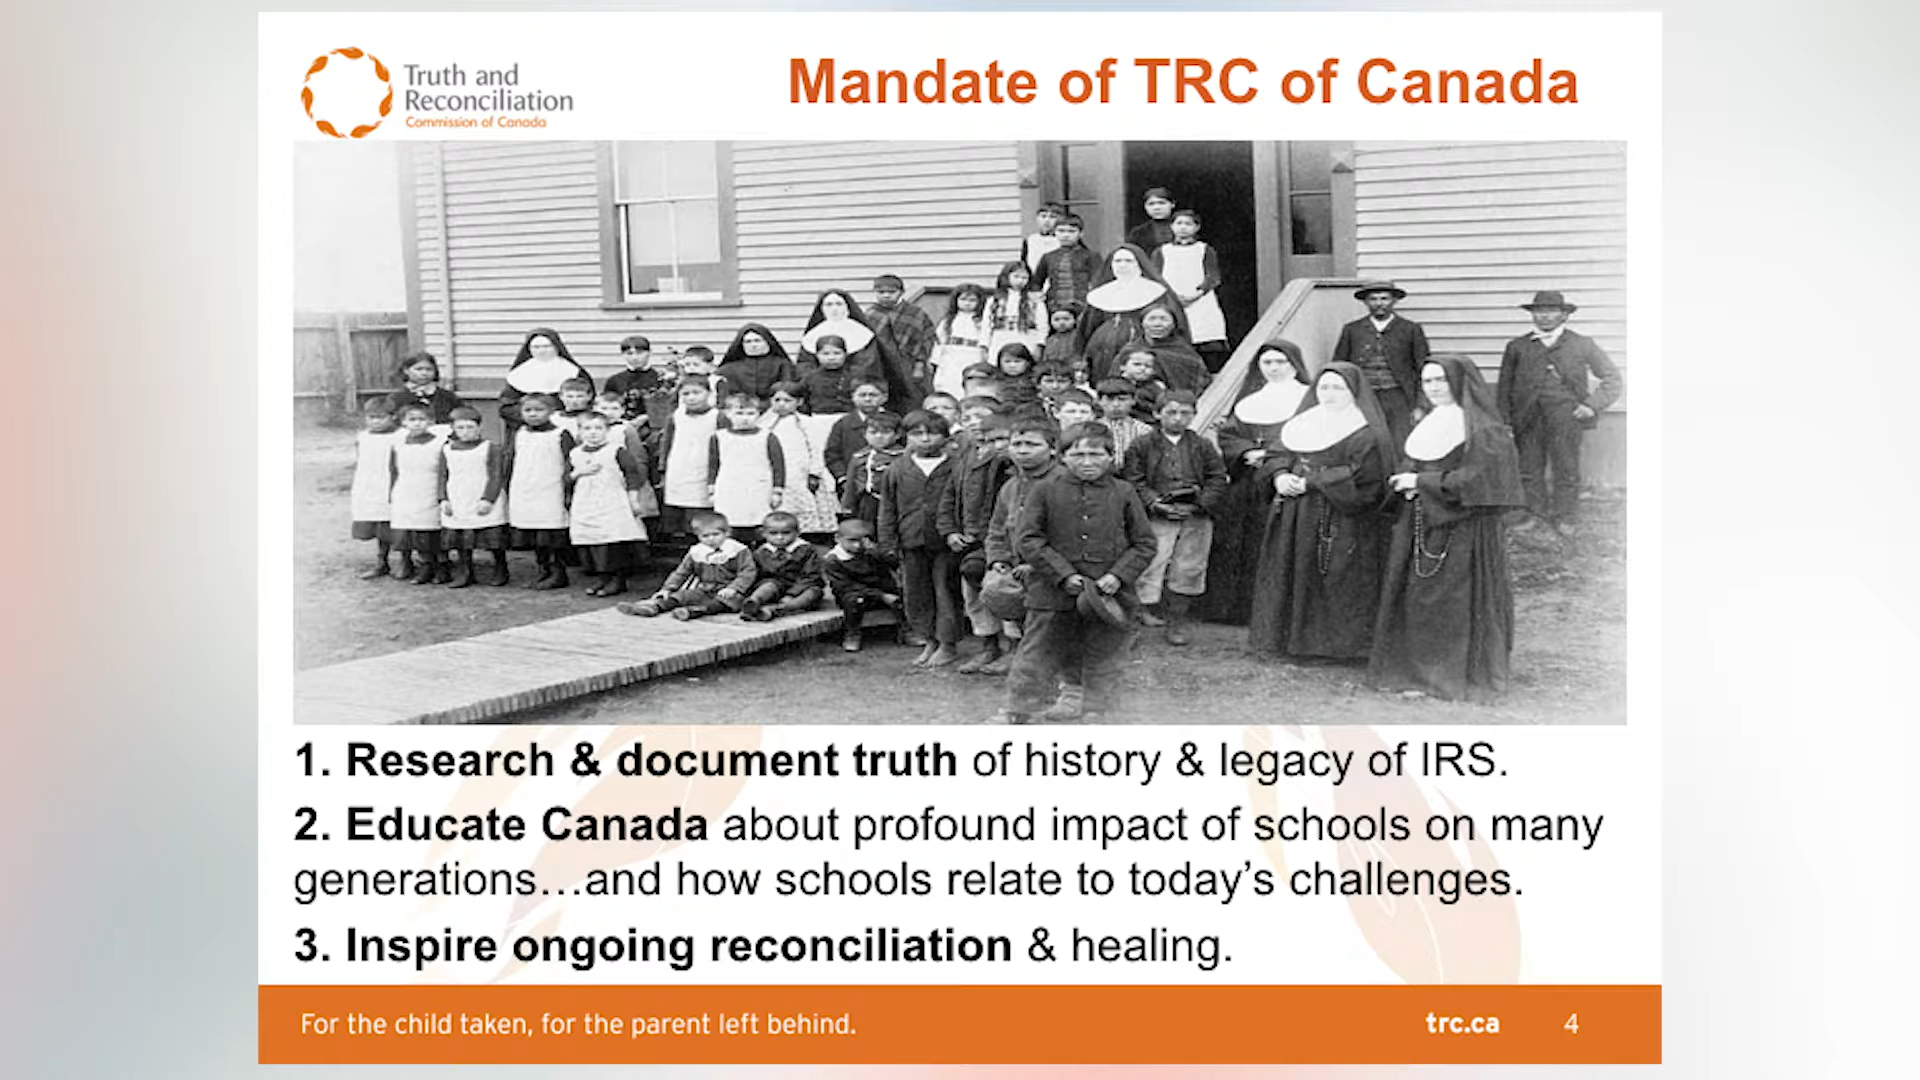 Truth and
Reconciliation
Commission of Canada
Mandate of TRC of Canada
1. Research & document truth of history & legacy of IRS.
2. Educate Canada about profound impact of schools on many
generations…and how schools relate to today’s challenges.
3. Inspire ongoing reconciliation & healing.
For the child taken, for the parent left behind.
trc.ca
4